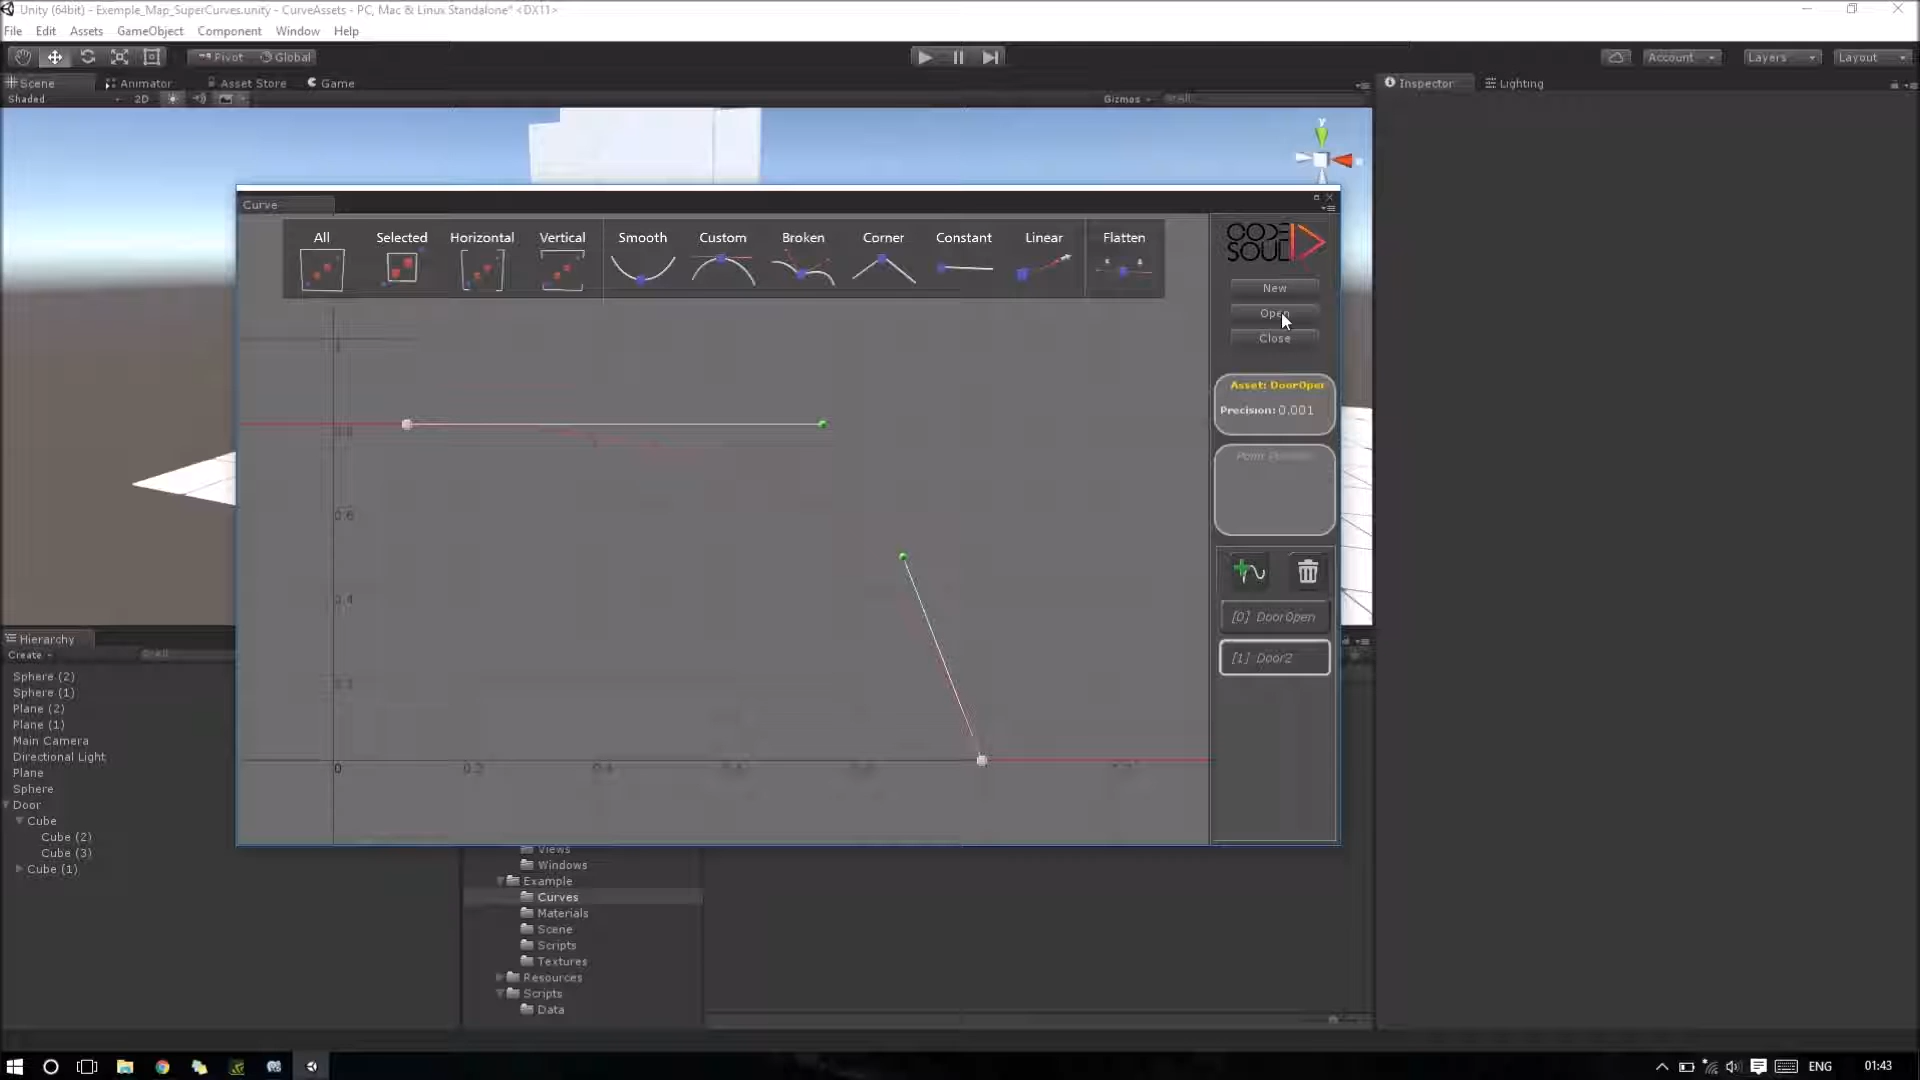 Unity (64bit) - Exemple_Map_SuperCurves.unity - CurveAssets - PC, Mac & Linux Standalone* <DX11>
File Edit Assets GameObject Component Window Help
Pivot Global
Account Layers Layout
Scene Animator Asset Store Game
Inspector Lighting
Shaded 2D
Gizmos
y
Curve
All Selected Horizontal Vertical Smooth Custom Broken Corner Constant Linear Flatten
CODE
SOUL
New
Open
Close
Asset: DoorOper
Precision: 0.001
0.6
0.4
0 0.2
[0] DoorOpen
[1] Door2
Hierarchy
Create
Sphere (2)
Sphere (1)
Plane (2)
Plane (1)
Main Camera
Directional Light
Plane
Sphere
Door
Cube
Cube (2)
Cube (3)
Cube (1)
Views
Windows
Example
Curves
Materials
Scene
Scripts
Textures
Resources
Scripts
Data
ENG 01:43